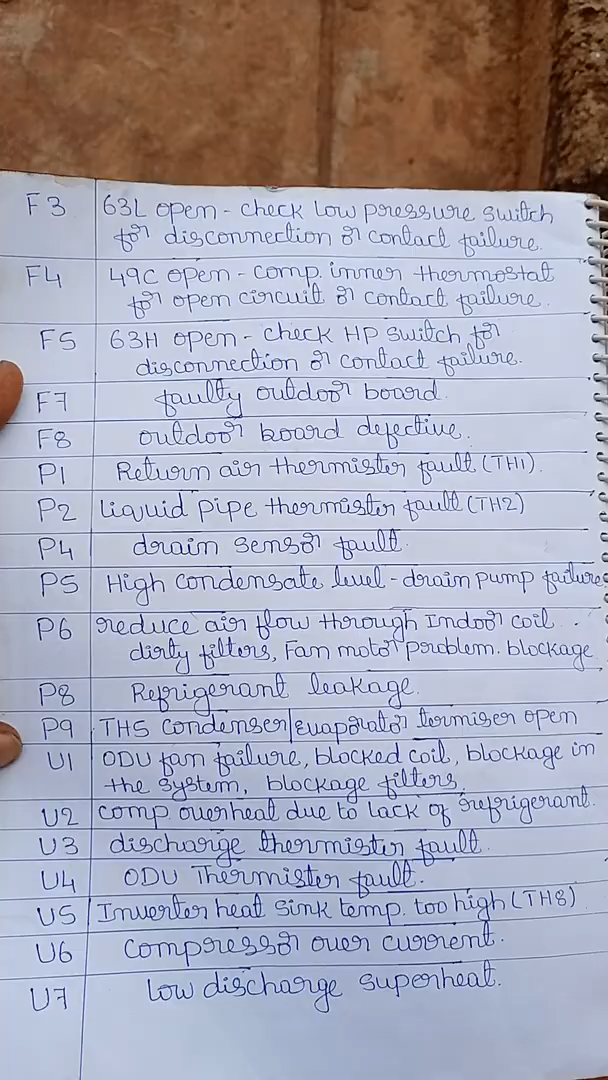 F3 63L open - check low pressure switch
for disconnection or contact failure.
F4 49C open - comp. inner thermostat
for open circuit or contact failure.
F5 63H open - check HP switch for
disconnection or contact failure.
F7 faulty outdoor board.
F8 outdoor board defective.
P1 Return air thermister fault (TH1).
P2 liquid pipe thermister fault (TH2)
P4 drain sensor fault.
P5 High condensate level - drain pump failure
P6 reduce air flow through Indoor coil.
dirty filters, Fan motor problem. blockage
P8 Refrigerant leakage.
P9 TH5 condenser/Evaporator termiser open
U1 ODU fan failure, blocked coil, blockage in
the system, blockage filters,
U2 comp. overheat due to lack of refrigerant.
U3 discharge thermister fault.
U4 ODU Thermister fault.
U5 Inverter heat sink temp. too high (TH8)
U6 compressor over current.
U7 low discharge superheat.